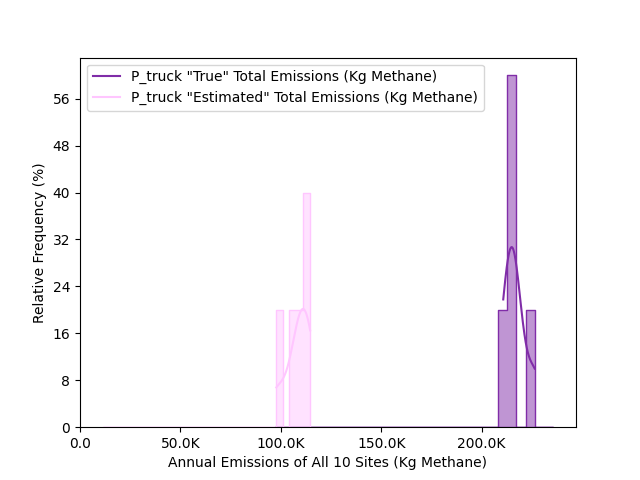 P_truck "True" Total Emissions (Kg Methane)
P_truck "Estimated" Total Emissions (Kg Methane)
56
48
40
32
24
16
8
0
Relative Frequency (%)
0.0 50.0K 100.0K 150.0K 200.0K
Annual Emissions of All 10 Sites (Kg Methane)